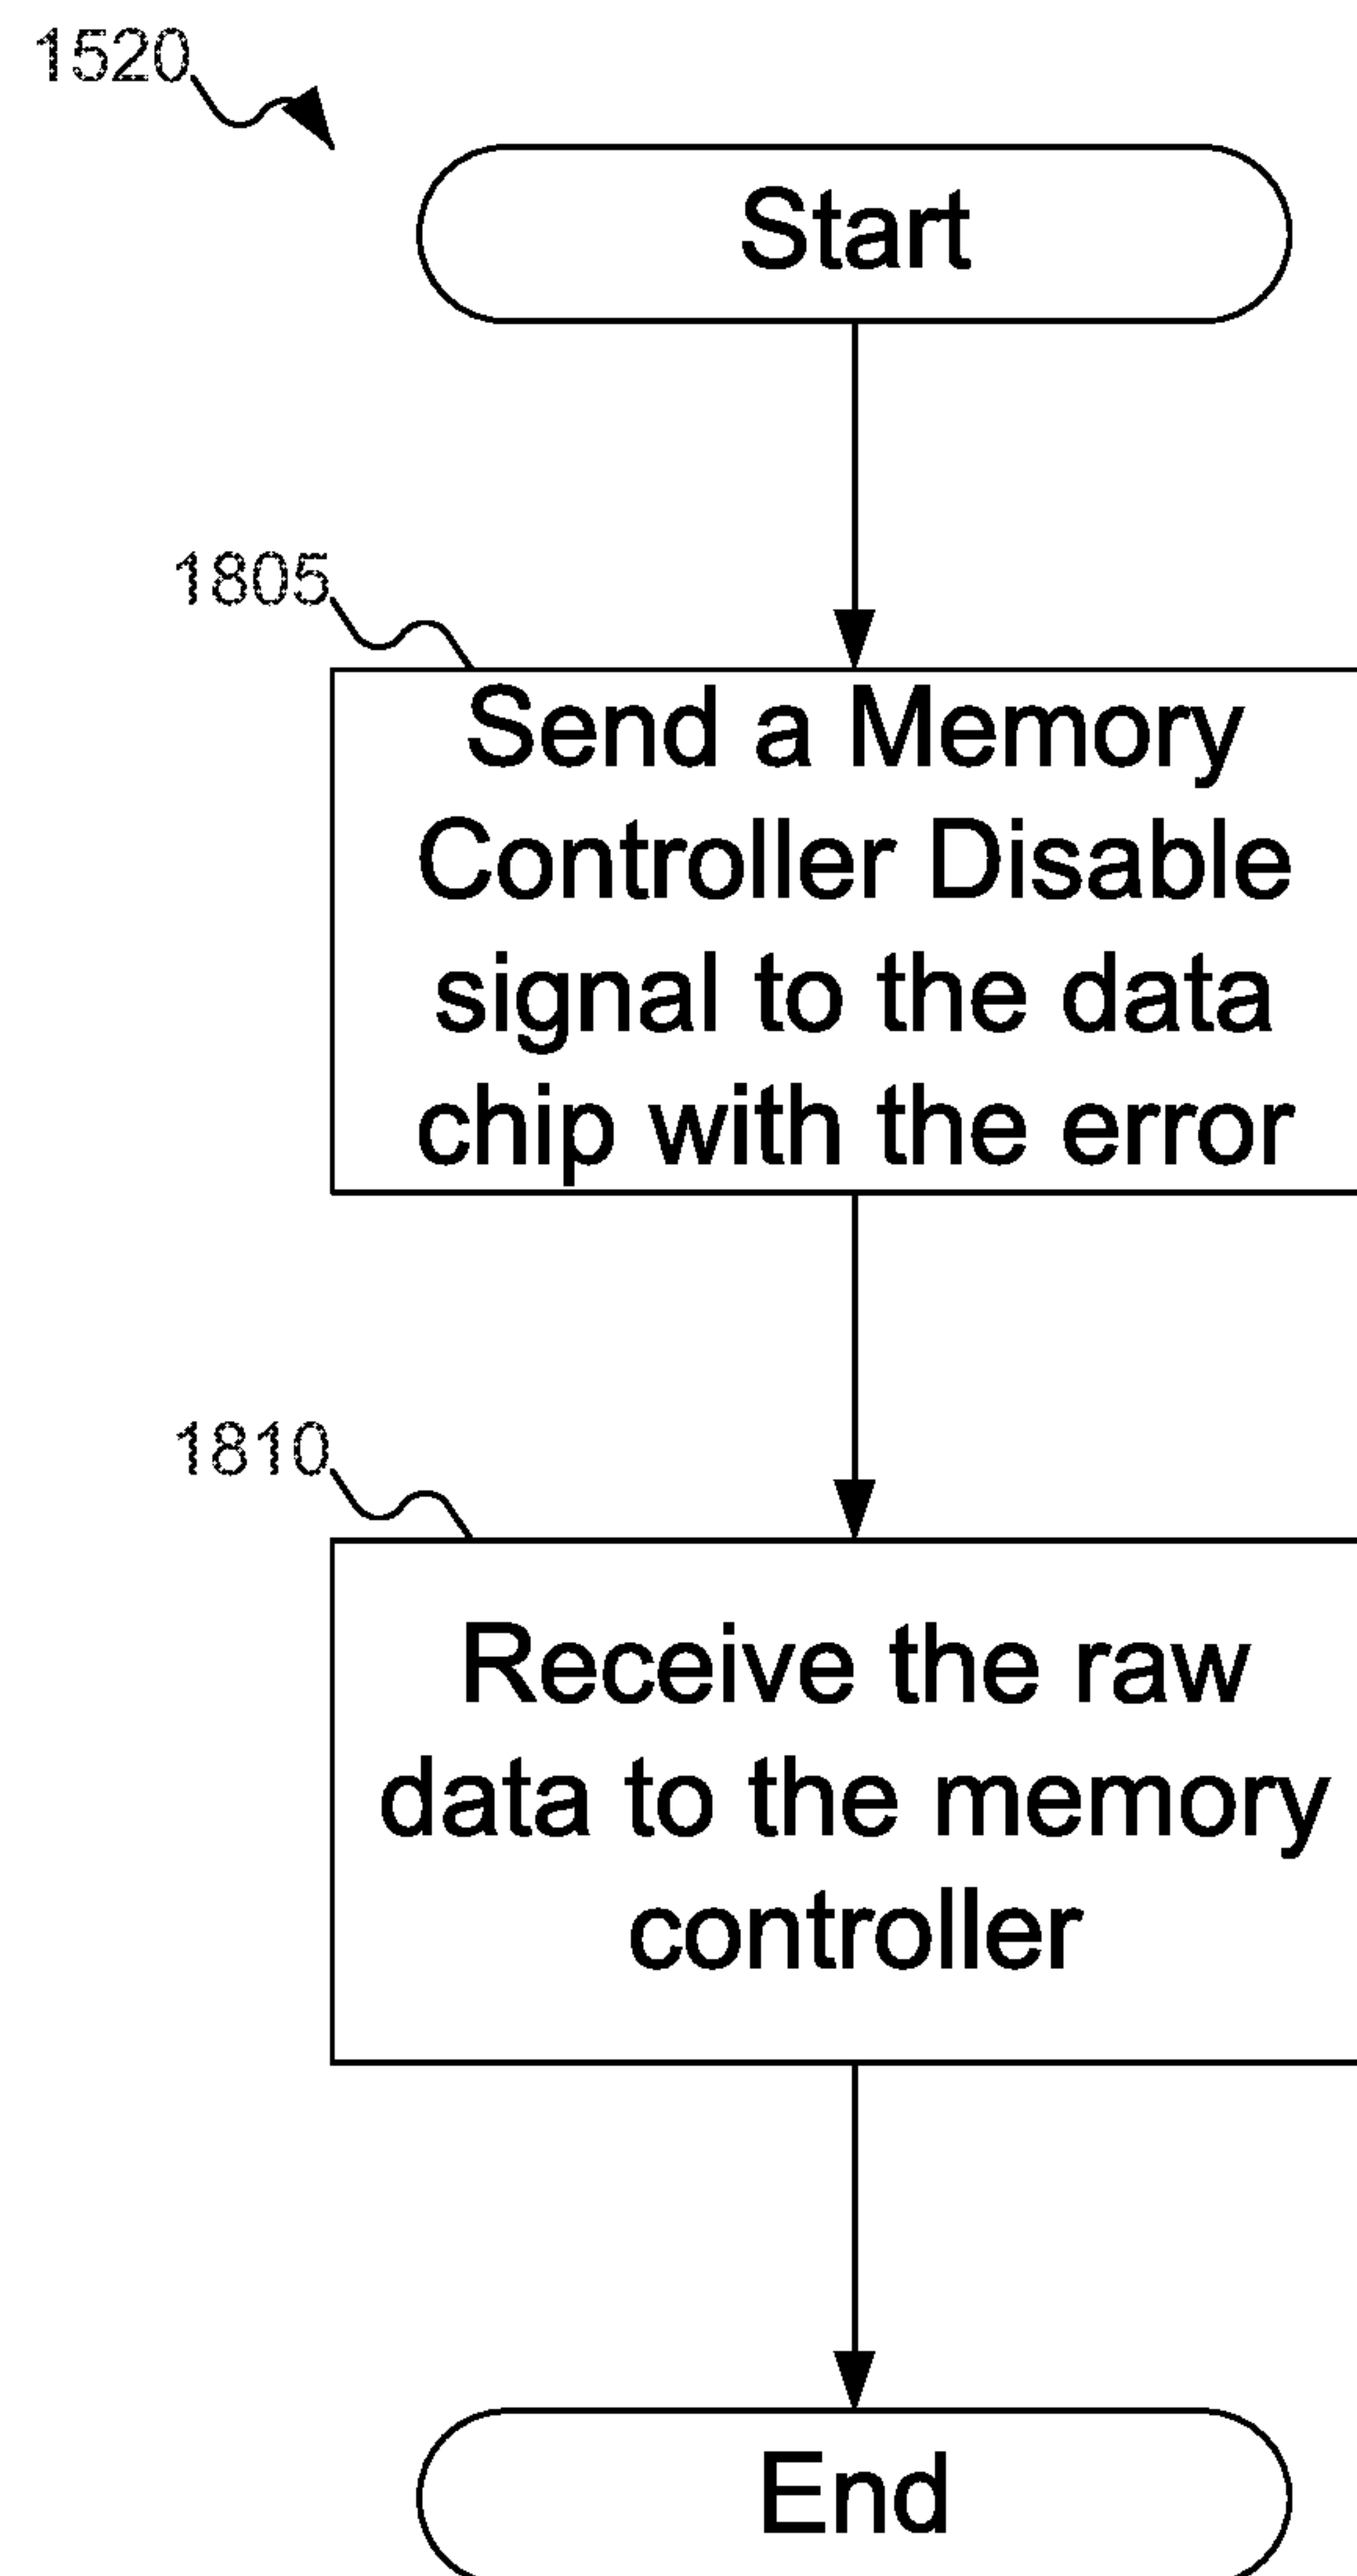 1520
Start
1805
Send a Memory
Controller Disable
signal to the data
chip with the error
1810
Receive the raw
data to the memory
controller
End